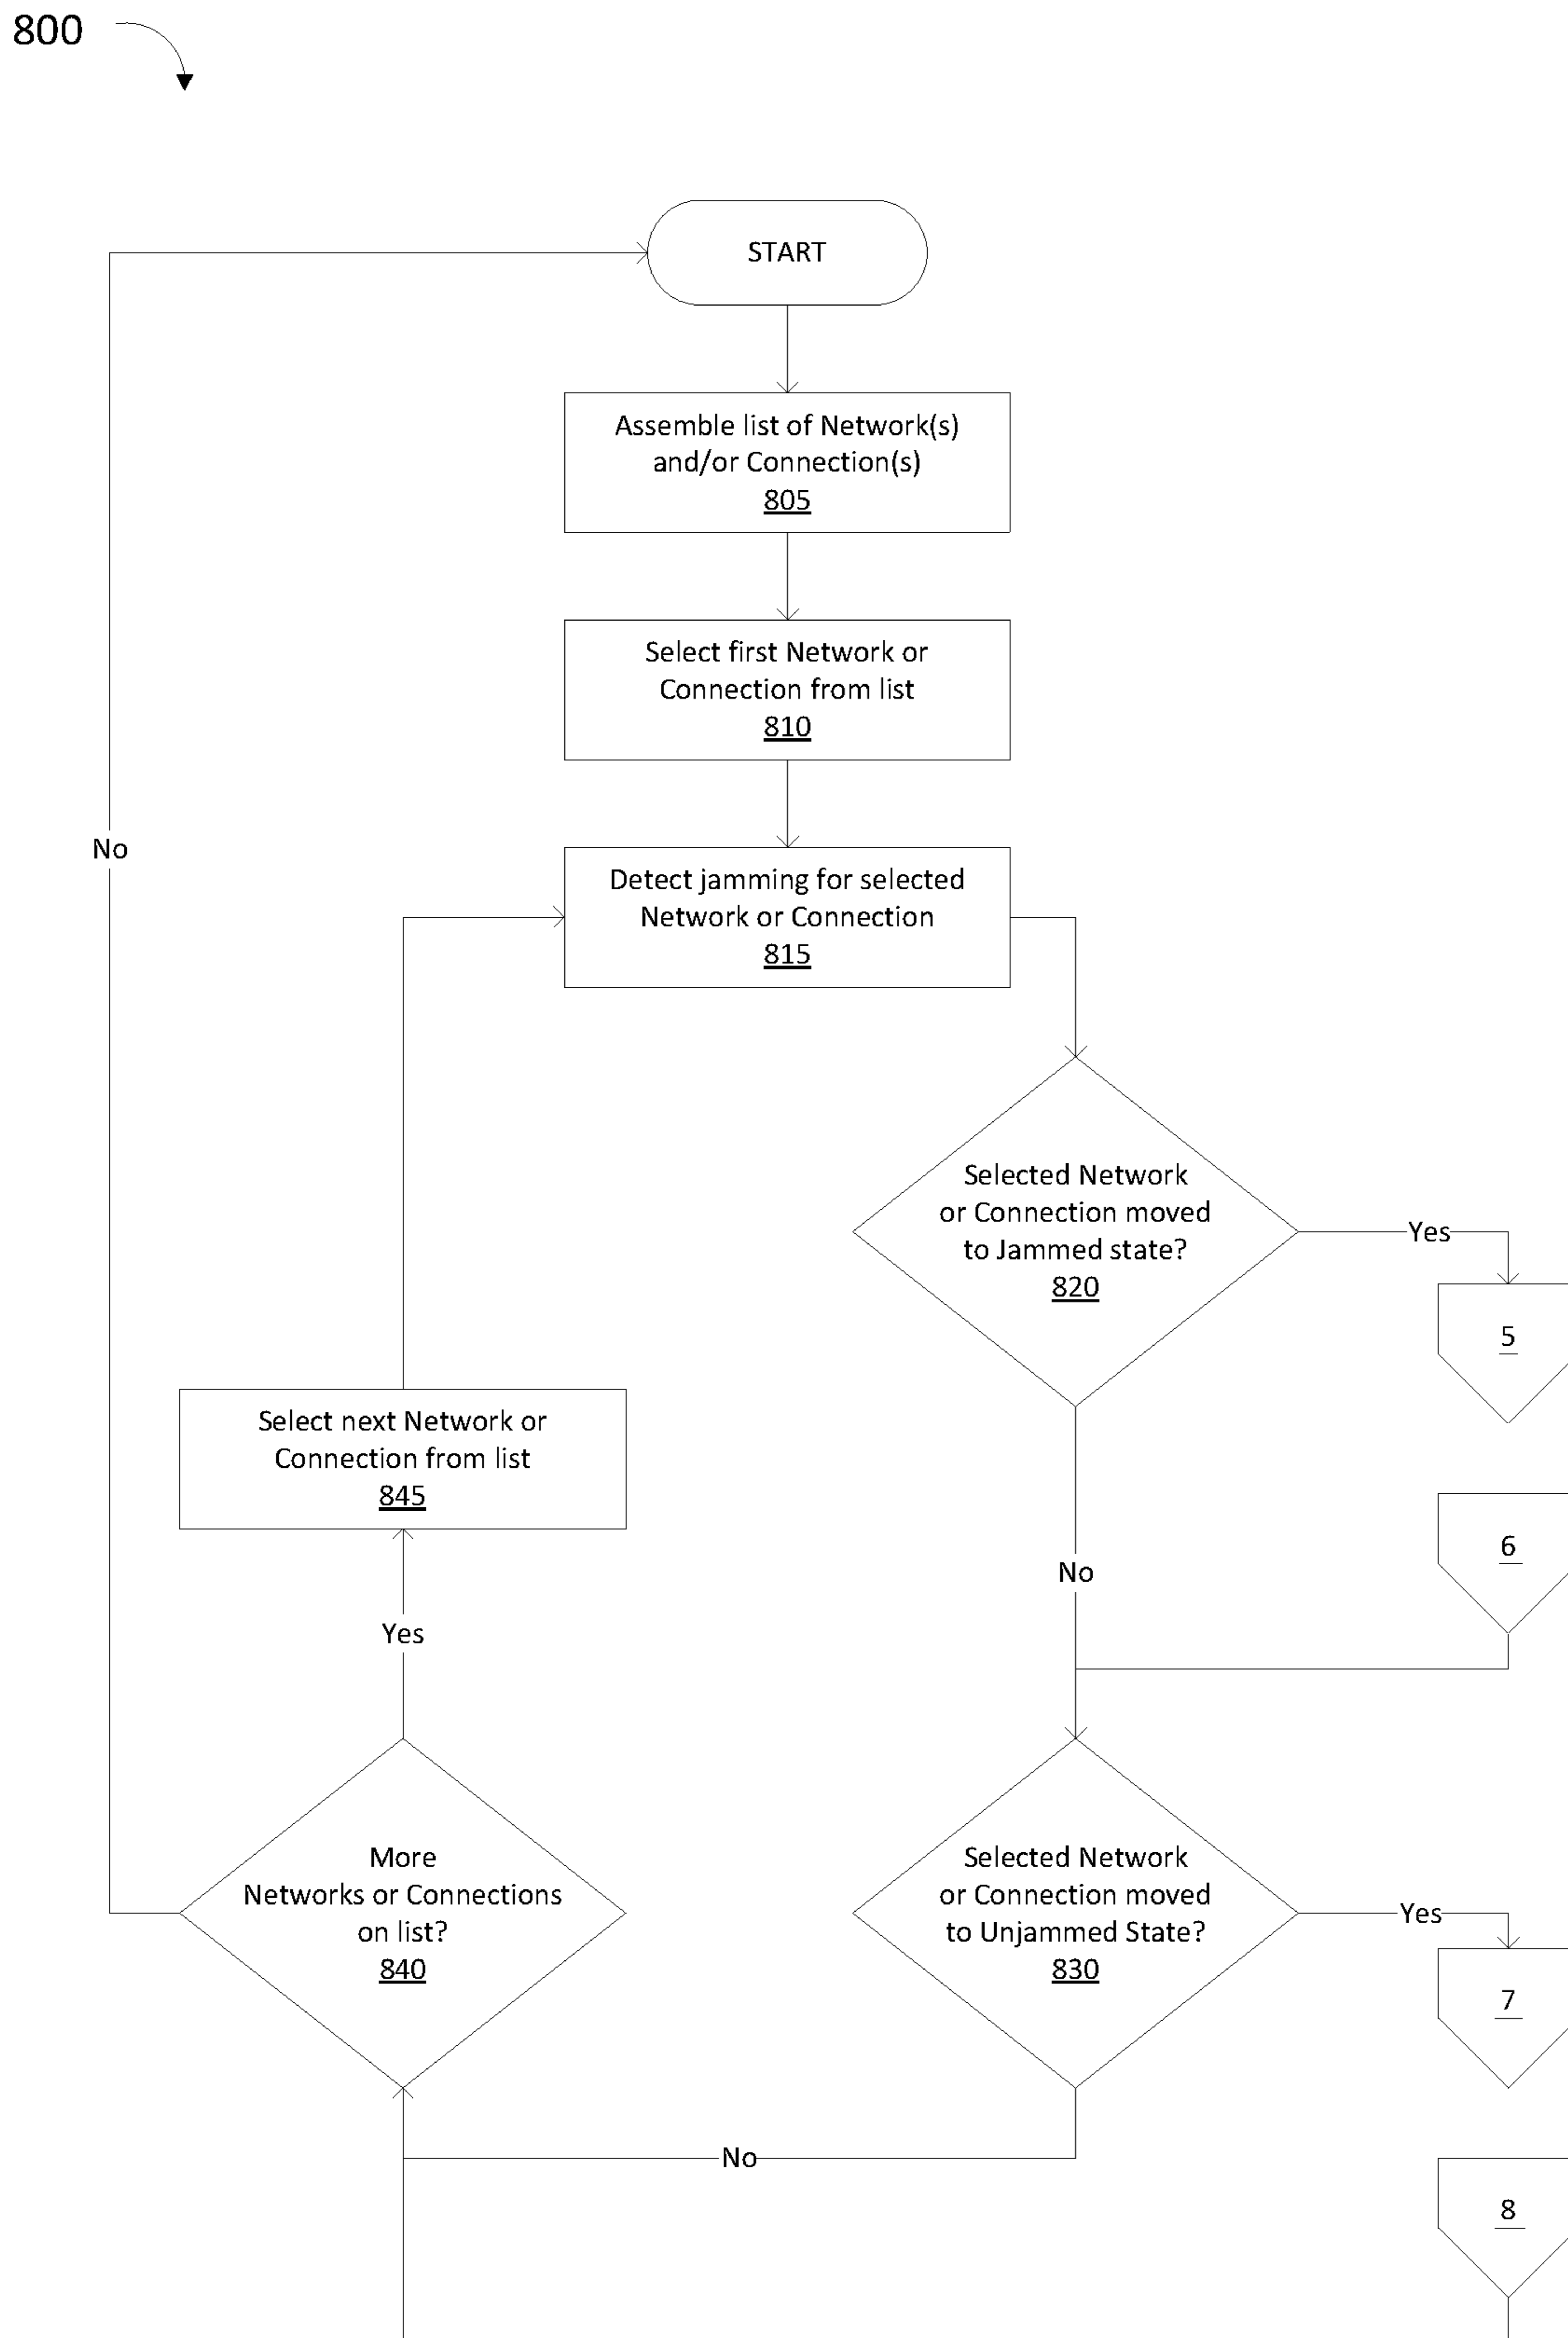 800
START
Assemble list of Network(s)
and/or Connection(s)
805
Select first Network or
Connection from list
810
No
Detect jamming for selected
Network or Connection
815
Selected Network
or Connection moved
to Jammed state?
820
Yes
5
Select next Network or
Connection from list
845
6
No
Yes
More
Networks or Connections
on list?
840
Selected Network
or Connection moved
to Unjammed State?
830
Yes
7
No
8